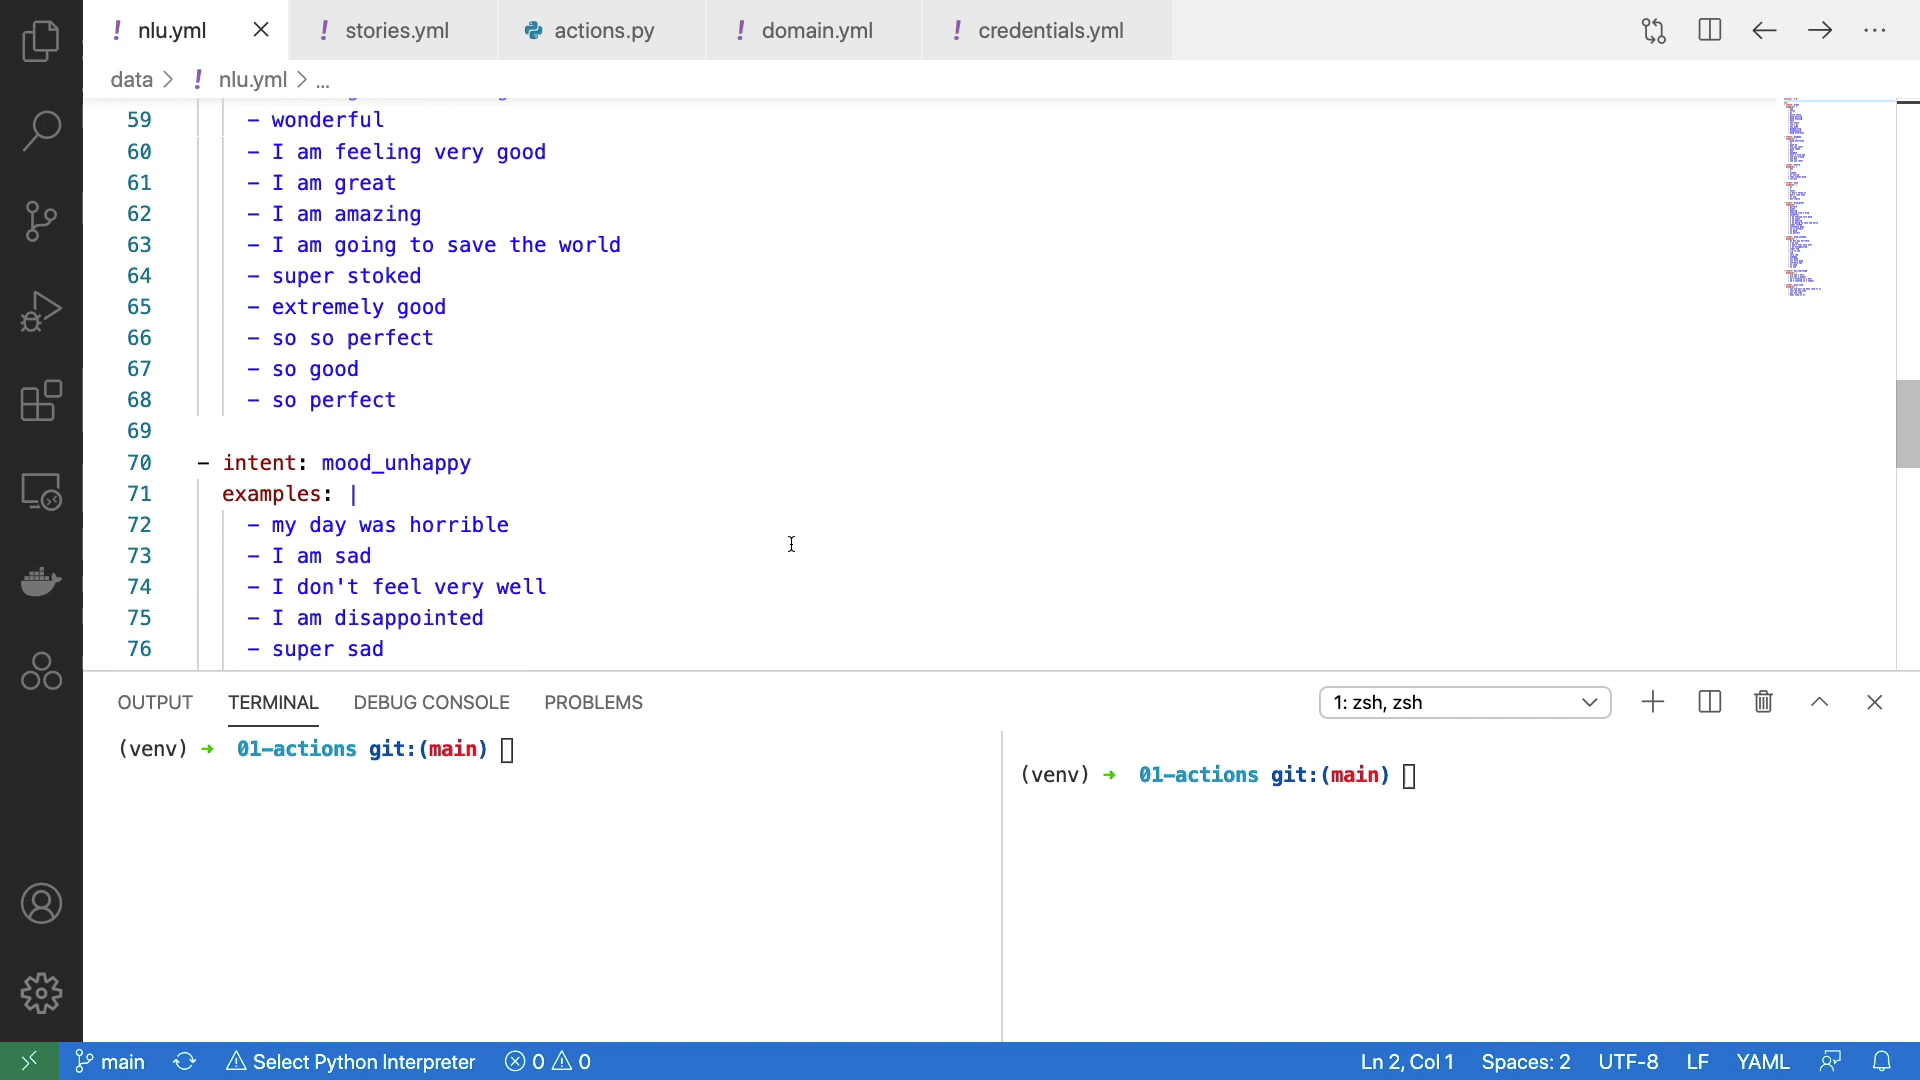 nlu.yml
stories.yml
actions.py
domain.yml
credentials.yml
data > ! nlu.yml > ...
59 - wonderful
60 - I am feeling very good
61 - I am great
62 - I am amazing
63 - I am going to save the world
64 - super stoked
65 - extremely good
66 - so so perfect
67 - so good
68 - so perfect
69
70 - intent: mood_unhappy
71 examples: |
72 - my day was horrible
73 - I am sad
74 - I don't feel very well
75 - I am disappointed
76 - super sad
OUTPUT TERMINAL DEBUG CONSOLE PROBLEMS
1: zsh, zsh
(venv) ➜ 01-actions git:(main)
(venv) ➜ 01-actions git:(main)
main Select Python Interpreter 0 0 Ln 2, Col 1 Spaces: 2 UTF-8 LF YAML